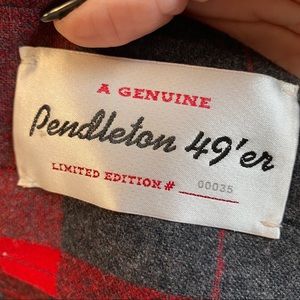 A GENUINE
Pendleton 49'er
LIMITED EDITION # 00035